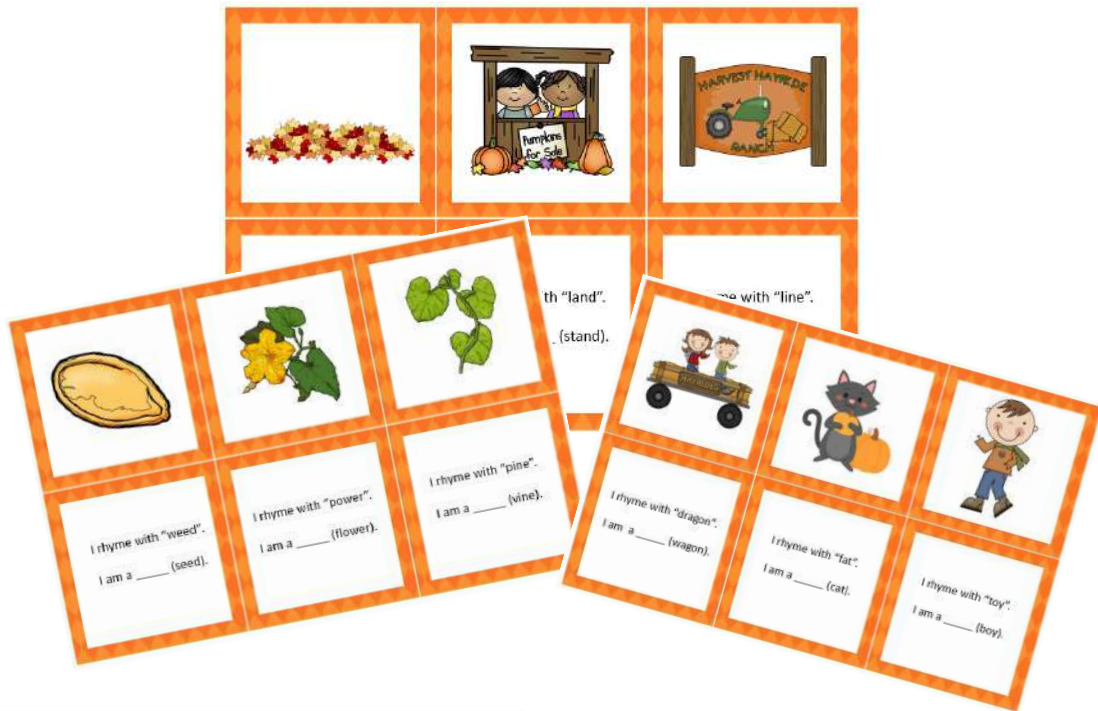 HARVEST HAYRIDE
RANCH
Pumpkins
for Sale
th "land".
(stand).
me with "line".
I rhyme with "weed".
I am a _____ (seed).
I rhyme with "power".
I am a _____ (flower).
I rhyme with "pine".
I am a _____ (vine).
I rhyme with "dragon".
I am a _____ (wagon).
I rhyme with "fat".
I am a _____ (cat).
I rhyme with "toy".
I am a _____ (boy).